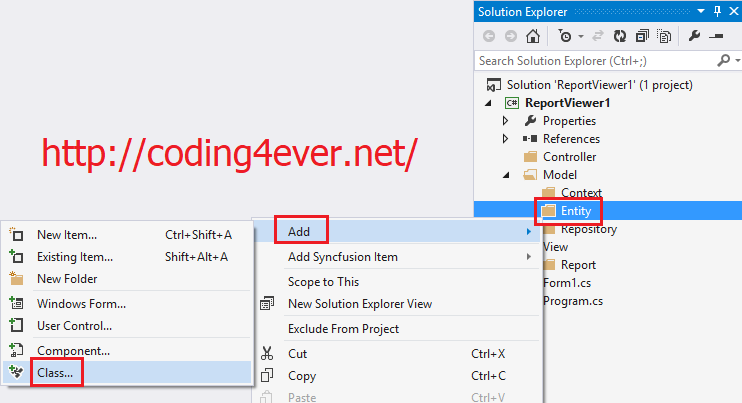 Solution Explorer
Search Solution Explorer (Ctrl+;)
Solution 'ReportViewer1' (1 project)
C# ReportViewer1
Properties
References
Controller
Model
Context
Entity
Repository
View
Report
Form1.cs
Program.cs
http://coding4ever.net/
Add
Add Syncfusion Item
Scope to This
New Solution Explorer View
Exclude From Project
Cut Ctrl+X
Copy Ctrl+C
Paste Ctrl+V
New Item... Ctrl+Shift+A
Existing Item... Shift+Alt+A
New Folder
Windows Form...
User Control...
Component...
Class...